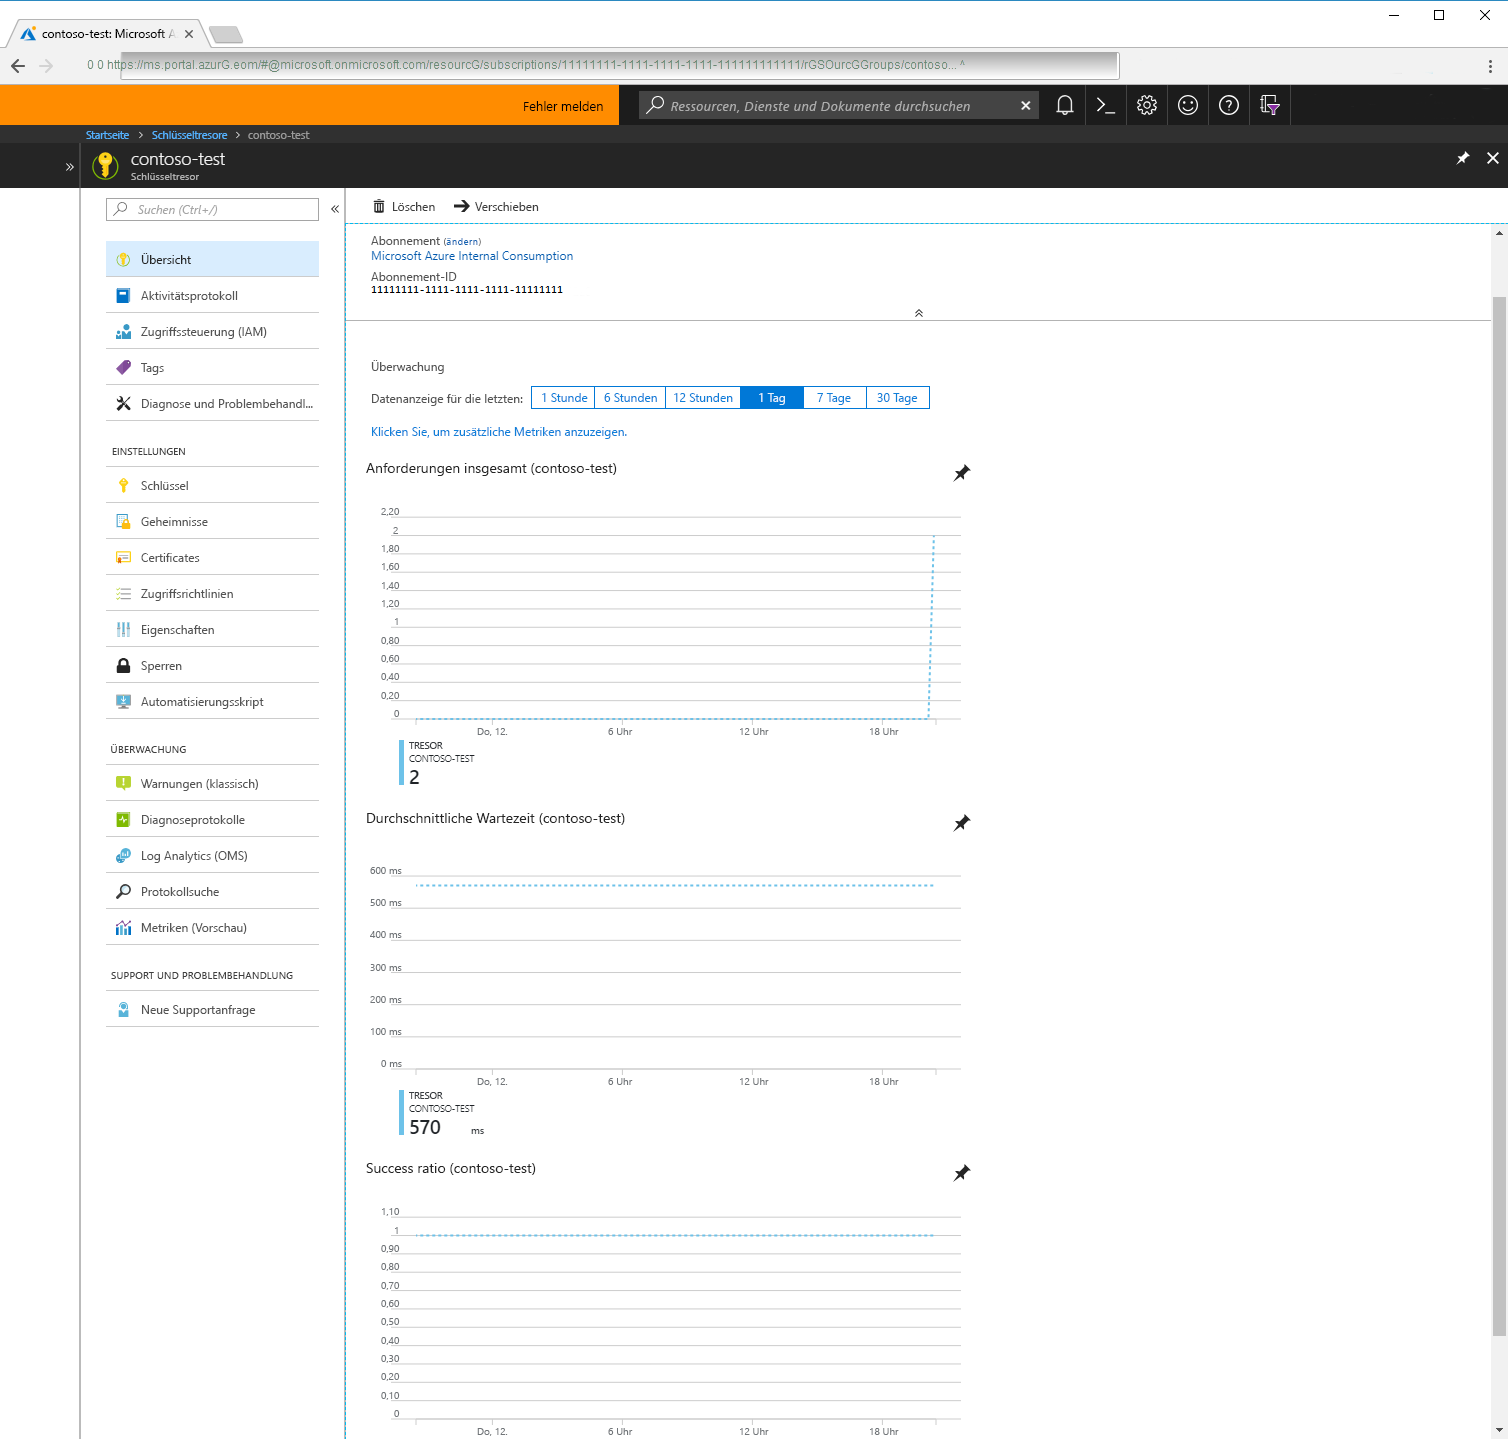 contoso-test: Microsoft A
0 0 https://ms.portal.azurG.eom/#@microsoft.onmicrosoft.com/resourcG/subscriptions/11111111-1111-1111-1111-111111111111/rGSOurcGGroups/contoso... ^
Fehler melden
Ressourcen, Dienste und Dokumente durchsuchen
Startseite > Schlüsseltresore > contoso-test
contoso-test
Schlüsseltresor
Suchen (Ctrl+/)
Übersicht
Aktivitätsprotokoll
Zugriffssteuerung (IAM)
Tags
Diagnose und Problembehandl...
EINSTELLUNGEN
Schlüssel
Geheimnisse
Certificates
Zugriffsrichtlinien
Eigenschaften
Sperren
Automatisierungsskript
ÜBERWACHUNG
Warnungen (klassisch)
Diagnoseprotokolle
Log Analytics (OMS)
Protokollsuche
Metriken (Vorschau)
SUPPORT UND PROBLEMBEHANDLUNG
Neue Supportanfrage
Löschen Verschieben
Abonnement (ändern)
Microsoft Azure Internal Consumption
Abonnement-ID
11111111-1111-1111-1111-11111111
Überwachung
Datenanzeige für die letzten: 1 Stunde 6 Stunden 12 Stunden 1 Tag 7 Tage 30 Tage
Klicken Sie, um zusätzliche Metriken anzuzeigen.
Anforderungen insgesamt (contoso-test)
2,20
2
1,80
1,60
1,40
1,20
1
0,80
0,60
0,40
0,20
0
Do, 12. 6 Uhr 12 Uhr 18 Uhr
TRESOR
CONTOSO-TEST
2
Durchschnittliche Wartezeit (contoso-test)
600 ms
500 ms
400 ms
300 ms
200 ms
100 ms
0 ms
Do, 12. 6 Uhr 12 Uhr 18 Uhr
TRESOR
CONTOSO-TEST
570 ms
Success ratio (contoso-test)
1,10
1
0,90
0,80
0,70
0,60
0,50
0,40
0,30
0,20
0,10
0
Do, 12. 6 Uhr 12 Uhr 18 Uhr